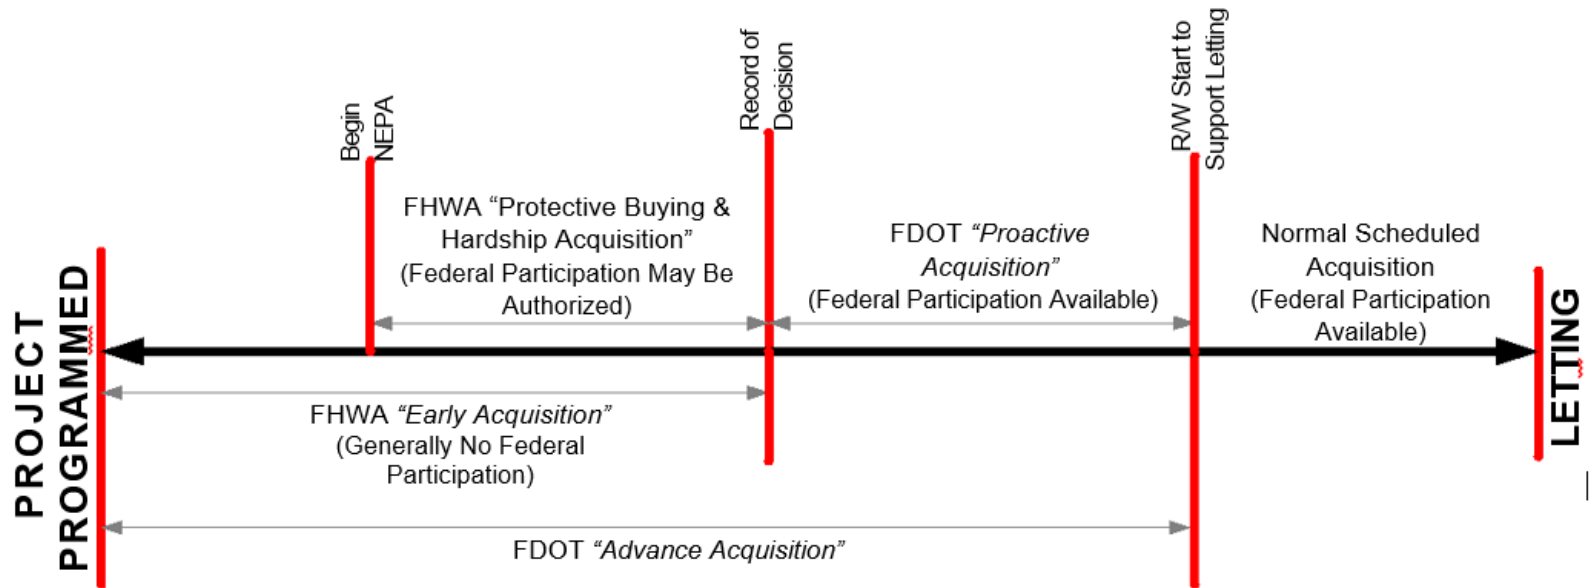 Begin
NEPA
Record of
Decision
R/W Start to
Support Letting
FHWA “Protective Buying &
Hardship Acquisition”
(Federal Participation May Be
Authorized)
FDOT “Proactive
Acquisition”
(Federal Participation Available)
Normal Scheduled
Acquisition
(Federal Participation
Available)
PROJECT
PROGRAMMED
LETTING
FHWA “Early Acquisition”
(Generally No Federal
Participation)
FDOT “Advance Acquisition”